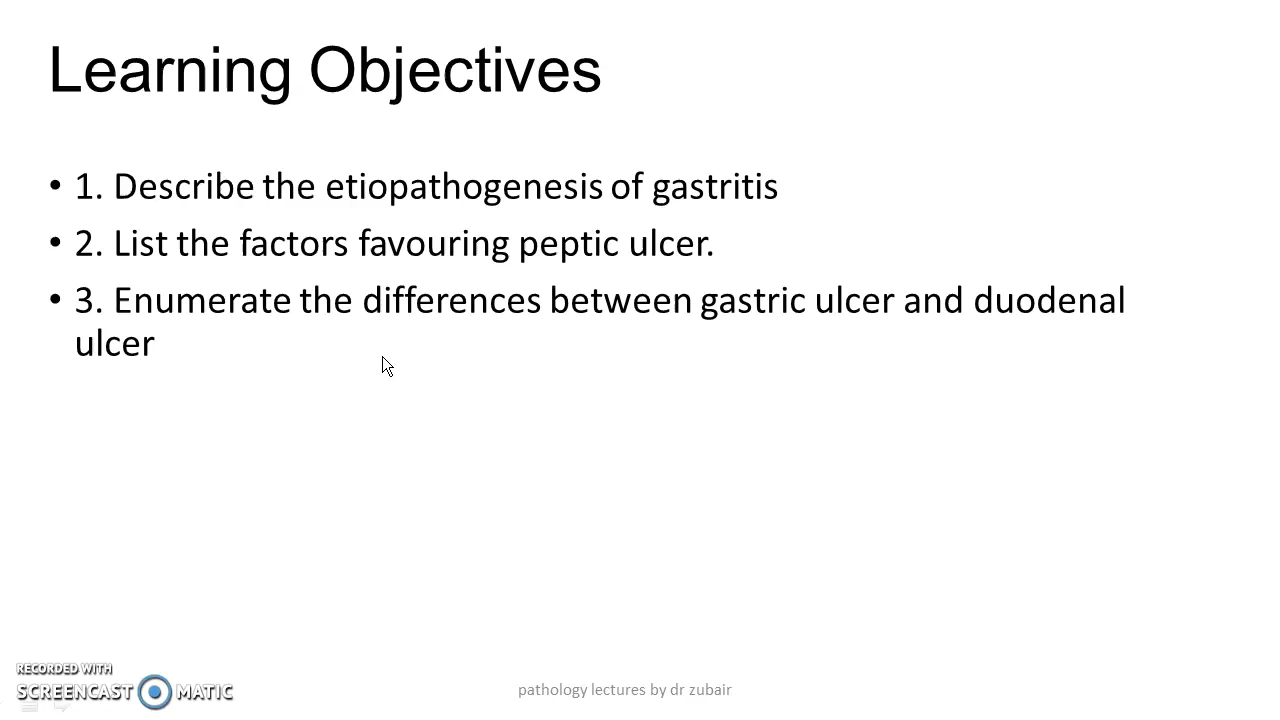 Learning Objectives
• 1. Describe the etiopathogenesis of gastritis
• 2. List the factors favouring peptic ulcer.
• 3. Enumerate the differences between gastric ulcer and duodenal
ulcer
RECORDED WITH
SCREENCAST MATIC
pathology lectures by dr zubair